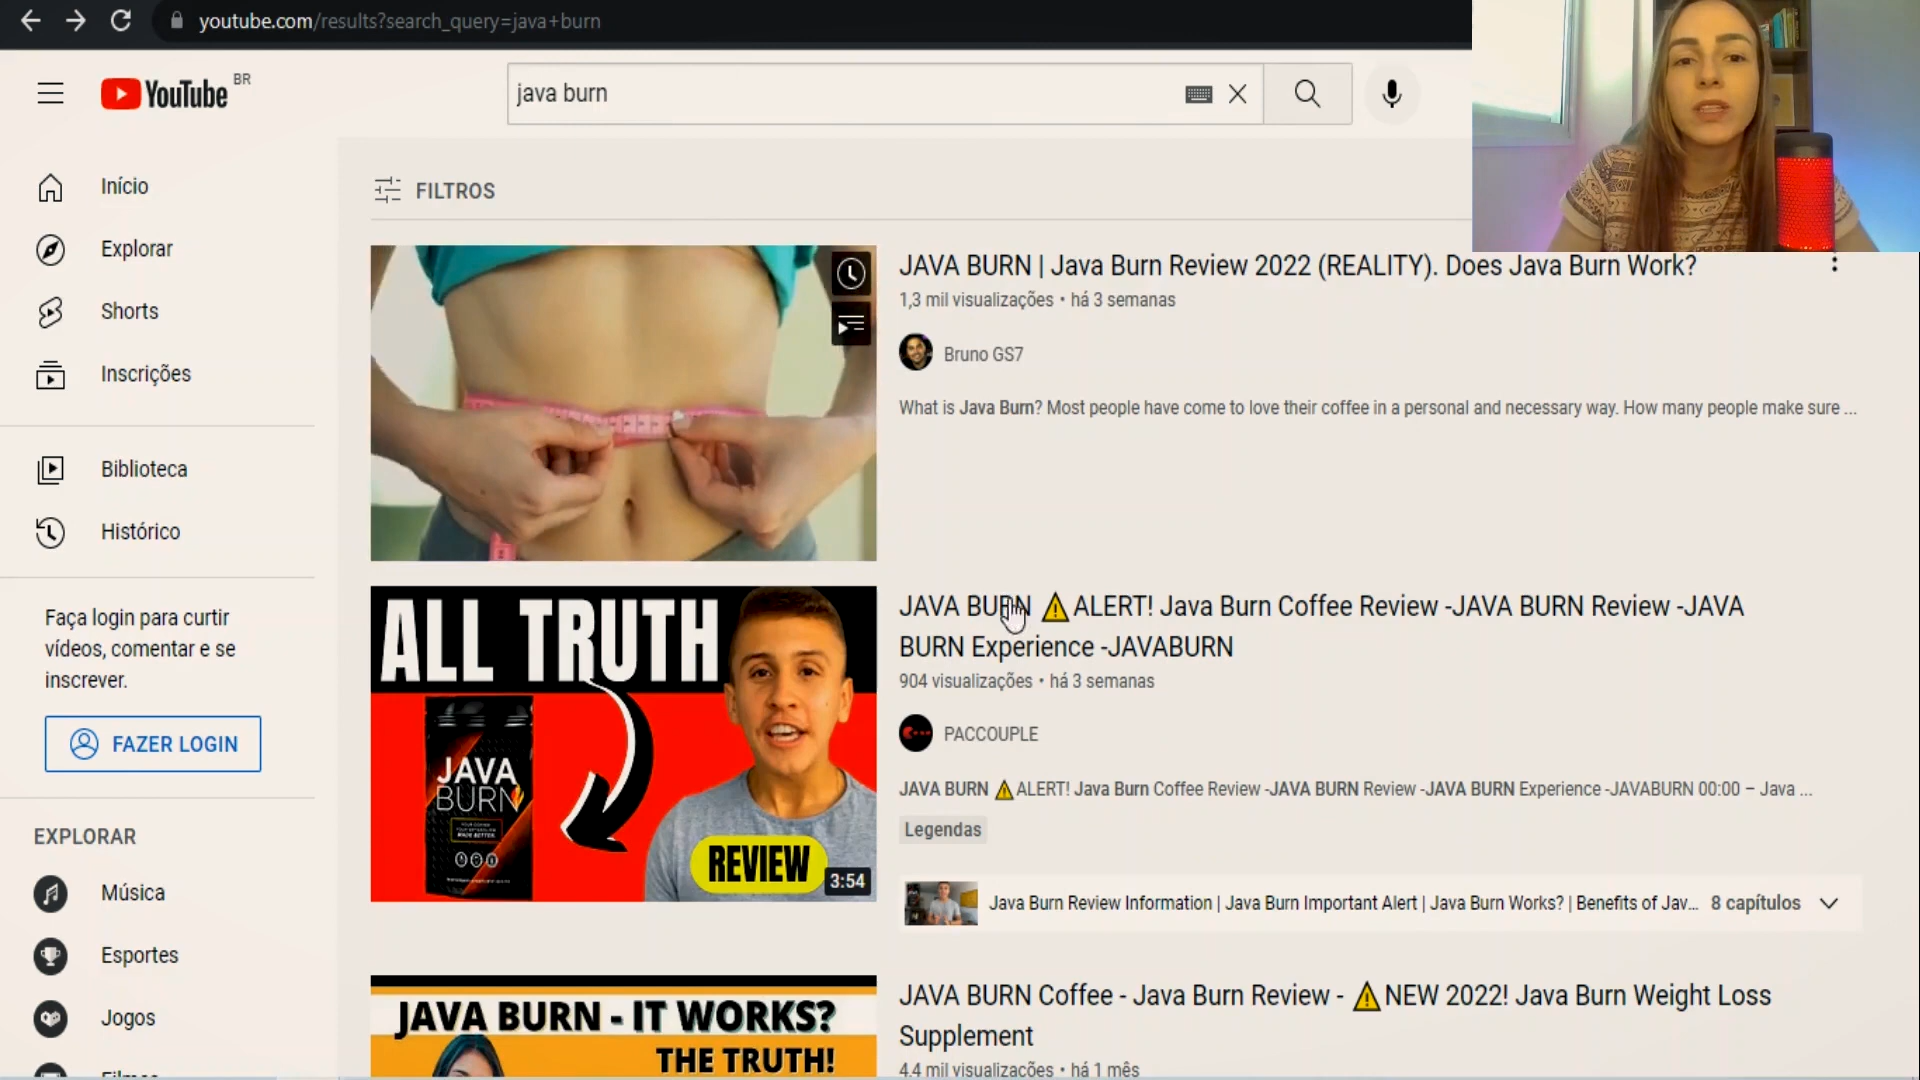 youtube.com/results?search_query=java+burn
YouTube BR
java burn
Início
Explorar
Shorts
Inscrições
Biblioteca
Histórico
Faça login para curtir
vídeos, comentar e se
inscrever.
FAZER LOGIN
EXPLORAR
Música
Esportes
Jogos
Filmes
FILTROS
JAVA BURN | Java Burn Review 2022 (REALITY). Does Java Burn Work?
1,3 mil visualizações • há 3 semanas
Bruno GS7
What is Java Burn? Most people have come to love their coffee in a personal and necessary way. How many people make sure ...
ALL TRUTH
JAVA
BURN
REVIEW
3:54
JAVA BURN ⚠ALERT! Java Burn Coffee Review -JAVA BURN Review -JAVA
BURN Experience -JAVABURN
904 visualizações • há 3 semanas
PACCOUPLE
JAVA BURN ⚠ALERT! Java Burn Coffee Review -JAVA BURN Review -JAVA BURN Experience -JAVABURN 00:00 – Java ...
Legendas
Java Burn Review Information | Java Burn Important Alert | Java Burn Works? | Benefits of Jav... 8 capítulos
JAVA BURN - IT WORKS?
THE TRUTH!
JAVA BURN Coffee - Java Burn Review - ⚠NEW 2022! Java Burn Weight Loss
Supplement
4,4 mil visualizações • há 1 mês